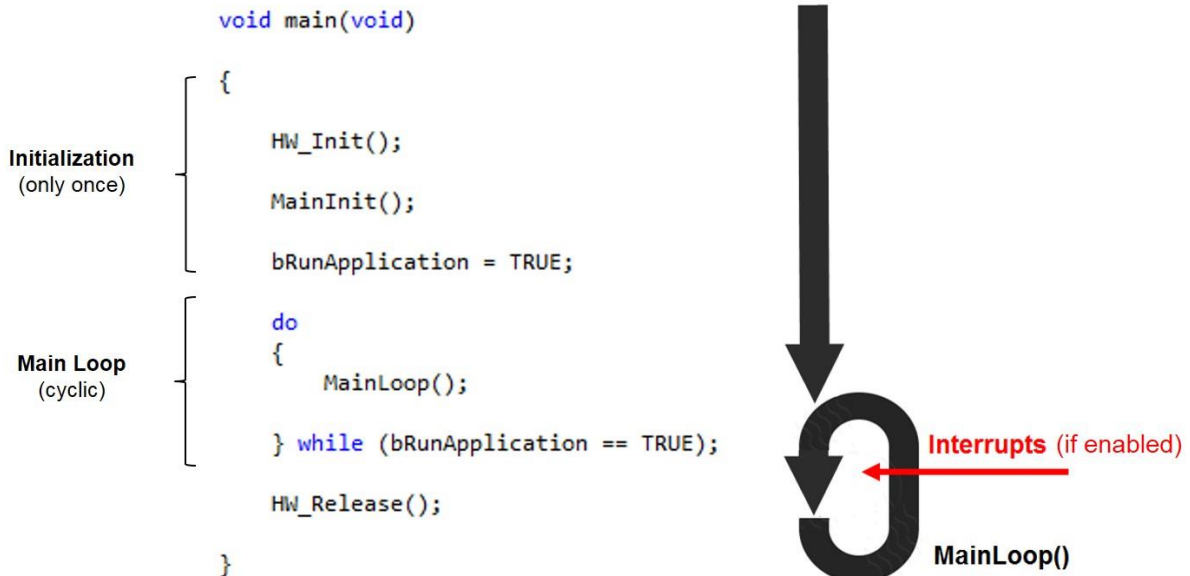 void main(void)
{
Initialization
(only once)
HW_Init();
MainInit();
bRunApplication = TRUE;
Main Loop
(cyclic)
do
{
MainLoop();
} while (bRunApplication == TRUE);
HW_Release();
}
Interrupts (if enabled)
MainLoop()